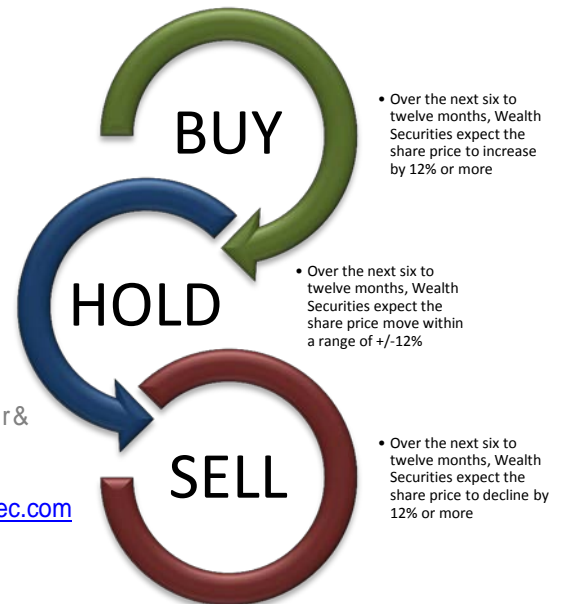 BUY
• Over the next six to
twelve months, Wealth
Securities expect the
share price to increase
by 12% or more
HOLD
• Over the next six to
twelve months, Wealth
Securities expect the
share price move within
a range of +/-12%
r&
ec.com
SELL
• Over the next six to
twelve months, Wealth
Securities expect the
share price to decline by
12% or more